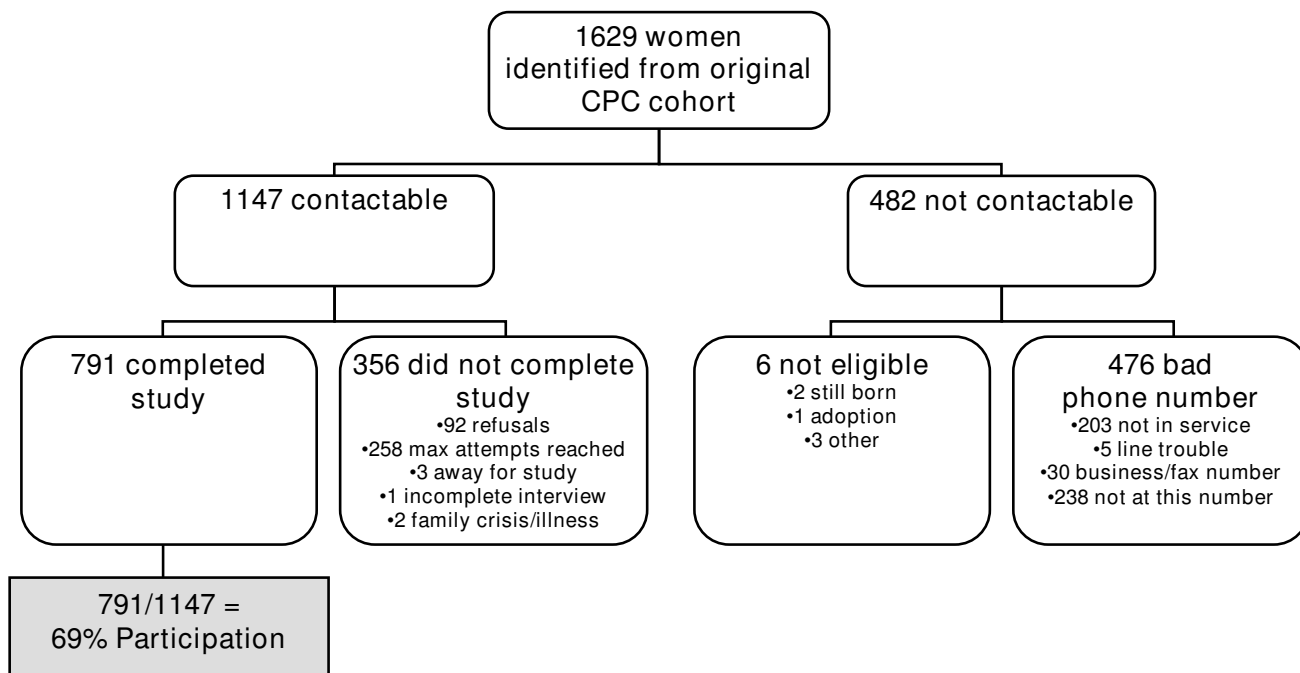 1629 women
identified from original
CPC cohort
1147 contactable
482 not contactable
791 completed
study
356 did not complete
study
•92 refusals
•258 max attempts reached
•3 away for study
•1 incomplete interview
•2 family crisis/illness
6 not eligible
•2 still born
•1 adoption
•3 other
476 bad
phone number
•203 not in service
•5 line trouble
•30 business/fax number
•238 not at this number
791/1147 =
69% Participation